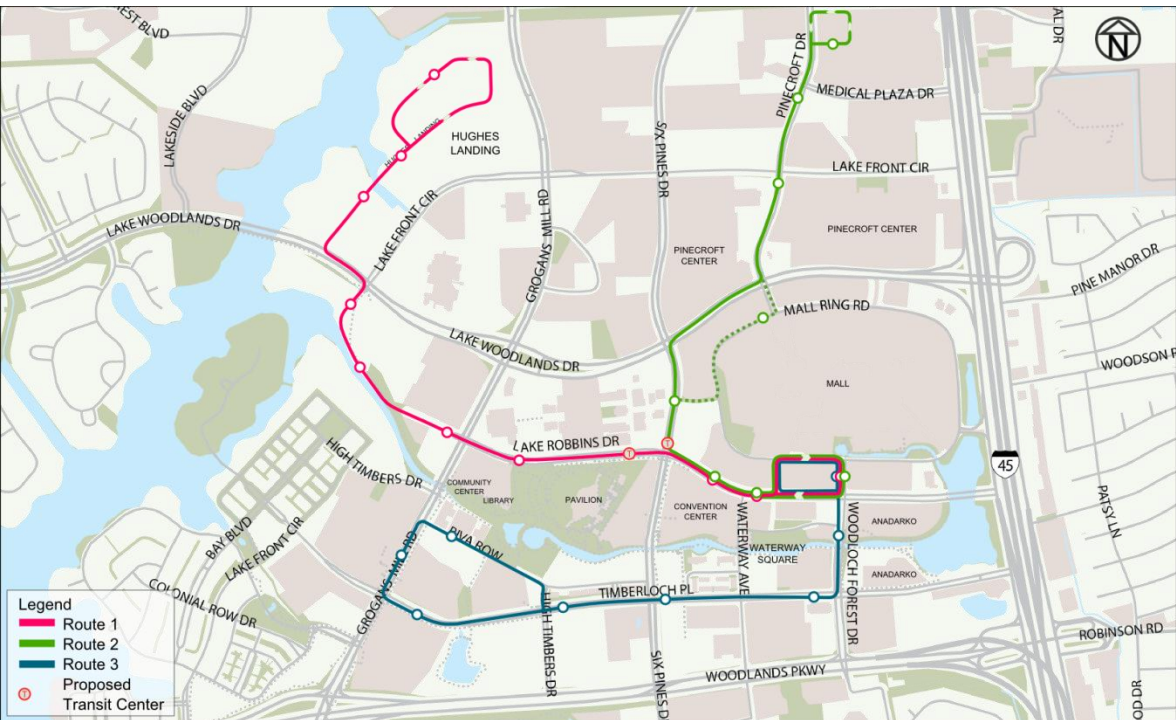 EST BLVD
LAKESIDE BLVD
LAKE WOODLANDS DR
HUGHES
LANDING
LAKE FRONT CIR
GROGANS MILL RD
SIX PINES DR
PINECROFT DR
MEDICAL PLAZA DR
AL DR
N
LAKE FRONT CIR
PINECROFT CENTER
PINECROFT
CENTER
MALL RING RD
PINE MANOR DR
WOODSON R
LAKE WOODLANDS DR
MALL
T
T
LAKE ROBBINS DR
HIGH TIMBERS DR
COMMUNITY
CENTER
LIBRARY
PAVILION
CONVENTION
CENTER
WATERWAY AVE
WATERWAY
SQUARE
ANADARKO
ANADARKO
WOODLOCH FOREST DR
45
PATSY LN
BAY BLVD
LAKE FRONT CIR
COLONIAL ROW DR
GROGANS MILL RD
RIVA ROW
TIMBERLOCH PL
HIGH TIMBERS DR
SIX PINES D
WOODLANDS PKWY
ROBINSON RD
OD DR
Legend
Route 1
Route 2
Route 3
T
Proposed
Transit Center